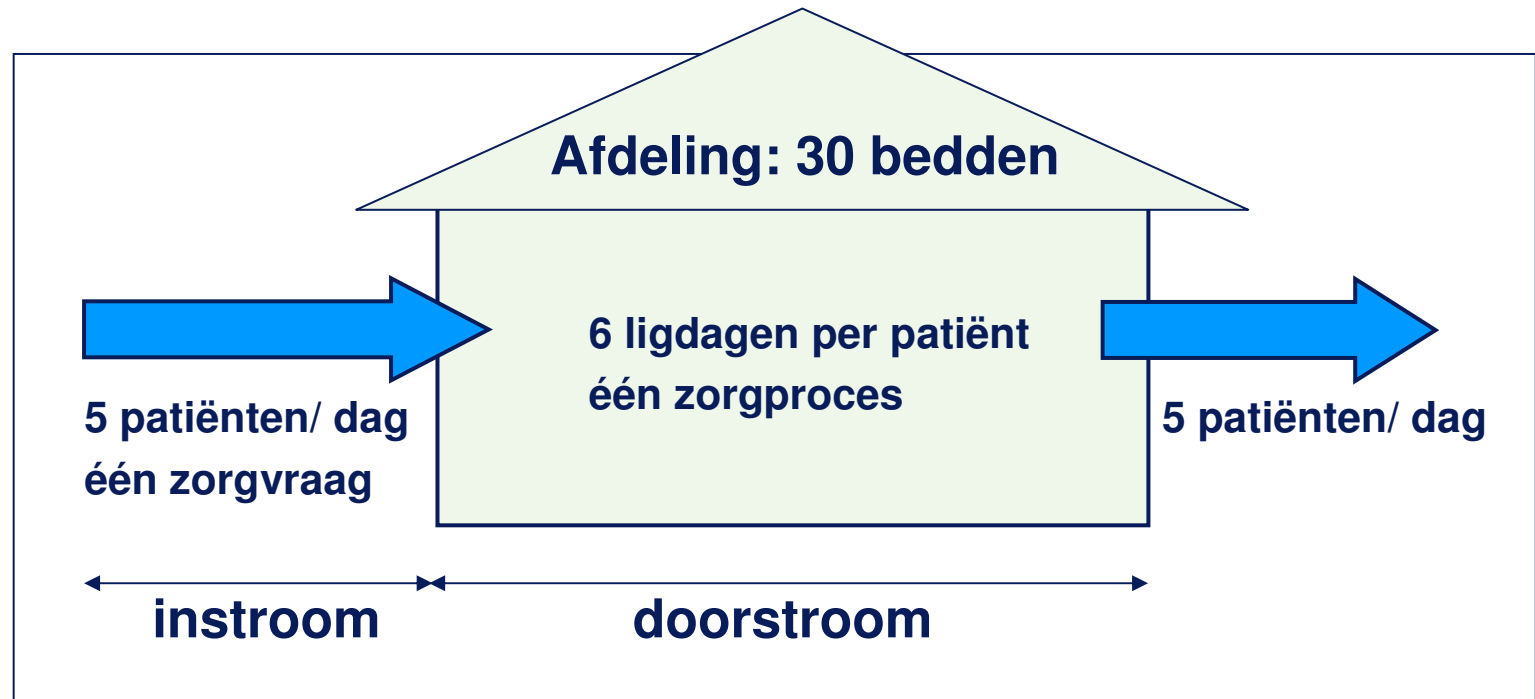 Afdeling: 30 bedden
6 ligdagen per patiënt
één zorgproces
5 patiënten/ dag
één zorgvraag
5 patiënten/ dag
instroom
doorstroom